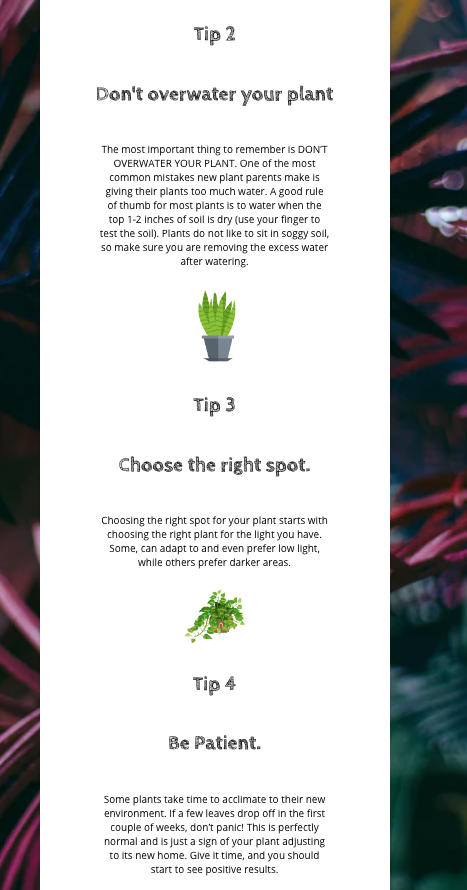 Tip 2
Don't overwater your plant
The most important thing to remember is DON'T
OVERWATER YOUR PLANT. One of the most
common mistakes new plant parents make is
giving their plants too much water. A good rule
of thumb for most plants is to water when the
top 1-2 inches of soil is dry (use your finger to
test the soil). Plants do not like to sit in soggy soil,
so make sure you are removing the excess water
after watering.
Tip 3
Choose the right spot.
Choosing the right spot for your plant starts with
choosing the right plant for the light you have.
Some, can adapt to and even prefer low light,
while others prefer darker areas.
Tip 4
Be Patient.
Some plants take time to acclimate to their new
environment. If a few leaves drop off in the first
couple of weeks, don't panic! This is perfectly
normal and is just a sign of your plant adjusting
to its new home. Give it time, and you should
start to see positive results.